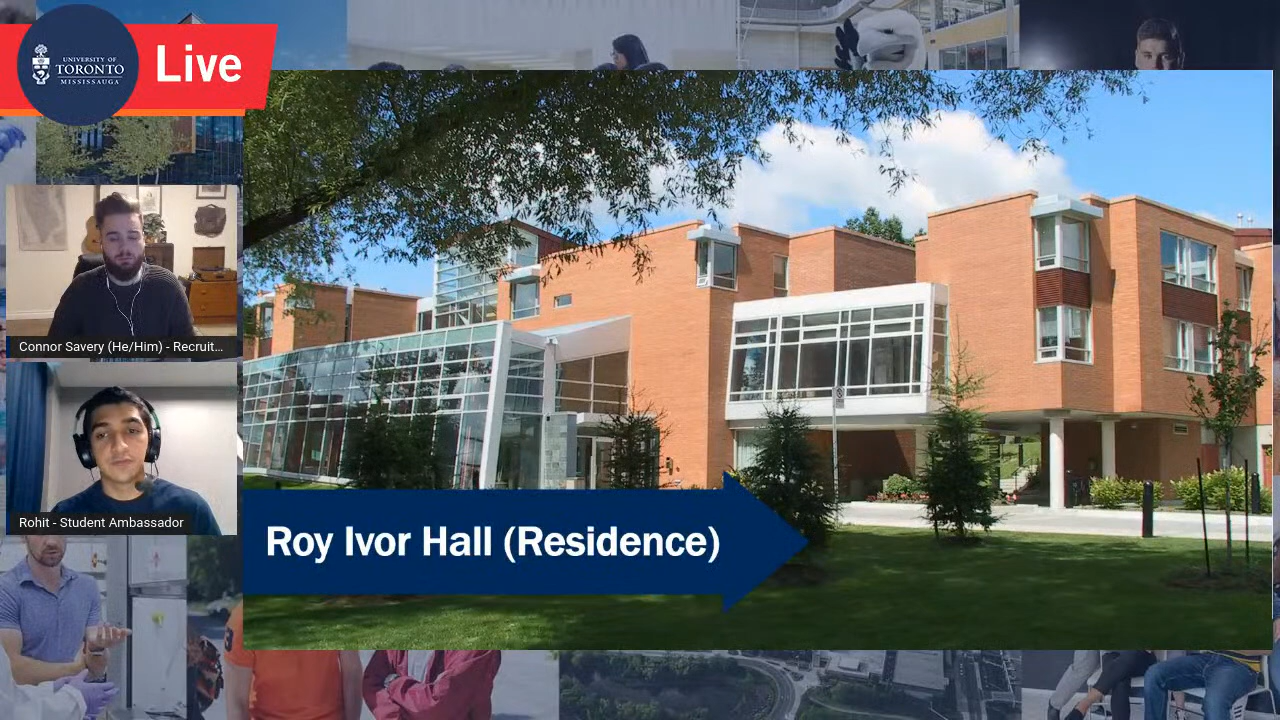 UNIVERSITY OF
TORONTO
MISSISSAUGA
Live
Connor Savery (He/Him) - Recruit...
Rohit - Student Ambassador
Roy Ivor Hall (Residence)